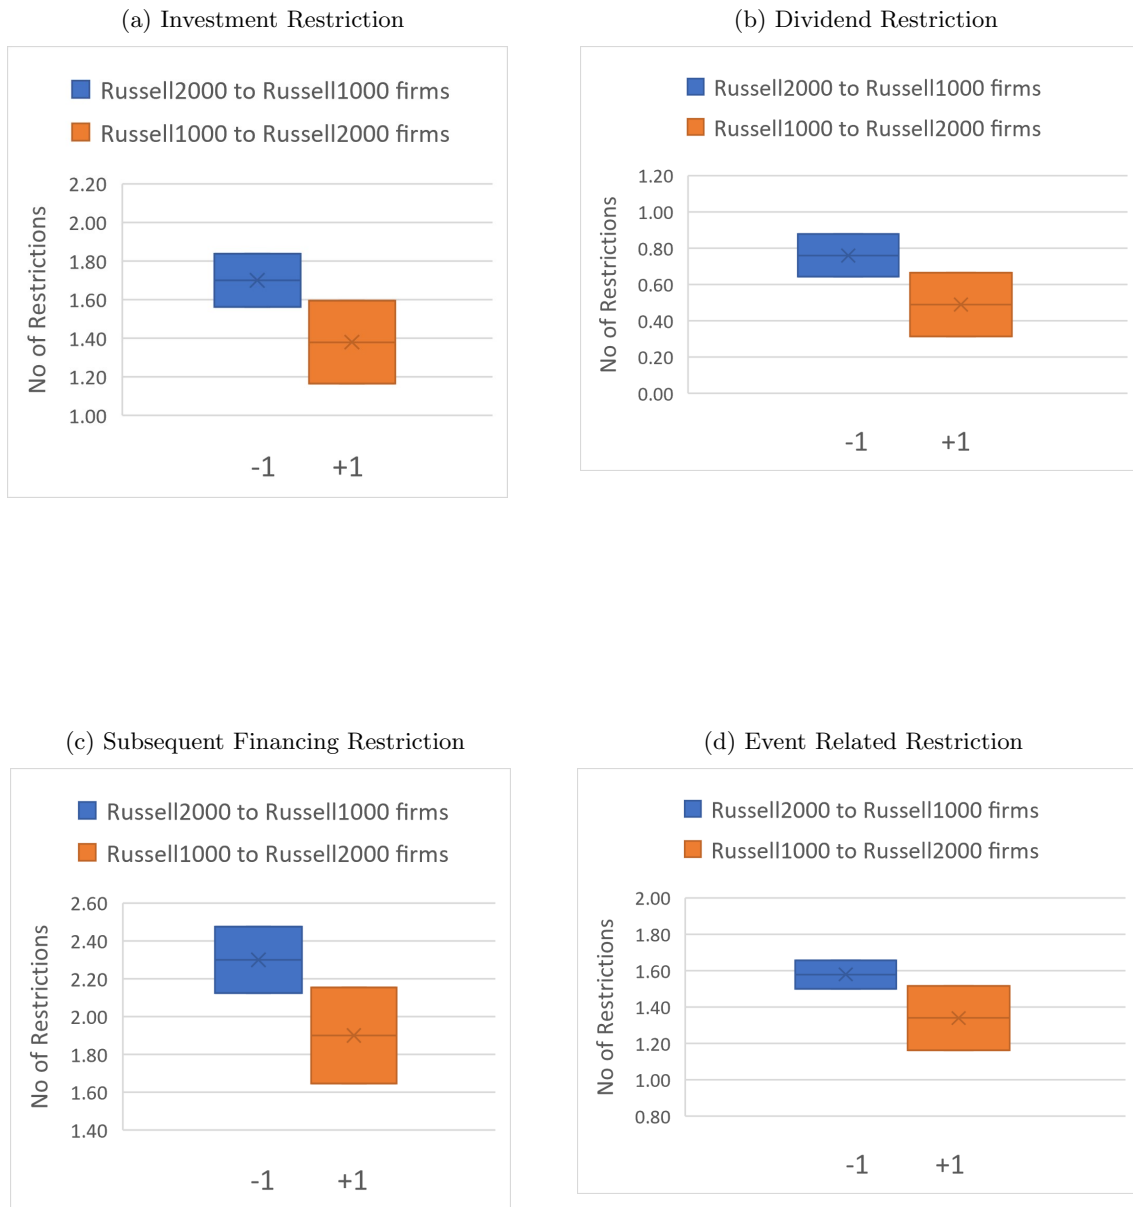 (a) Investment Restriction
Russell2000 to Russell1000 firms
Russell1000 to Russell2000 firms
No of Restrictions
2.20
2.00
1.80
1.60
1.40
1.20
1.00
-1 +1
(b) Dividend Restriction
Russell2000 to Russell1000 firms
Russell1000 to Russell2000 firms
No of Restrictions
1.20
1.00
0.80
0.60
0.40
0.20
0.00
-1 +1
(c) Subsequent Financing Restriction
Russell2000 to Russell1000 firms
Russell1000 to Russell2000 firms
No of Restrictions
2.60
2.40
2.20
2.00
1.80
1.60
1.40
-1 +1
(d) Event Related Restriction
Russell2000 to Russell1000 firms
Russell1000 to Russell2000 firms
No of Restrictions
2.00
1.80
1.60
1.40
1.20
1.00
0.80
-1 +1